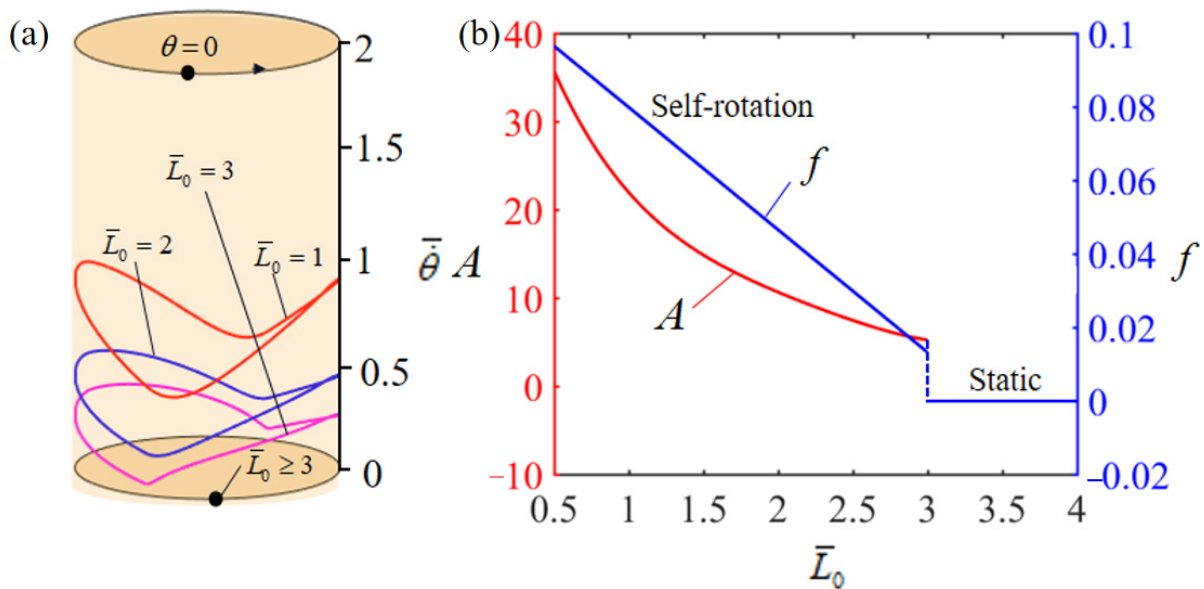 (a)
θ = 0
2
1.5
L̄₀ = 3
L̄₀ = 2
L̄₀ = 1
1
θ̇̄
0.5
L̄₀ ≥ 3
0
(b)
40
30
20
10
0
−10
A
Self-rotation
f
A
Static
0.1
0.08
0.06
0.04
0.02
0
−0.02
f
0.5 1 1.5 2 2.5 3 3.5 4
L̄₀